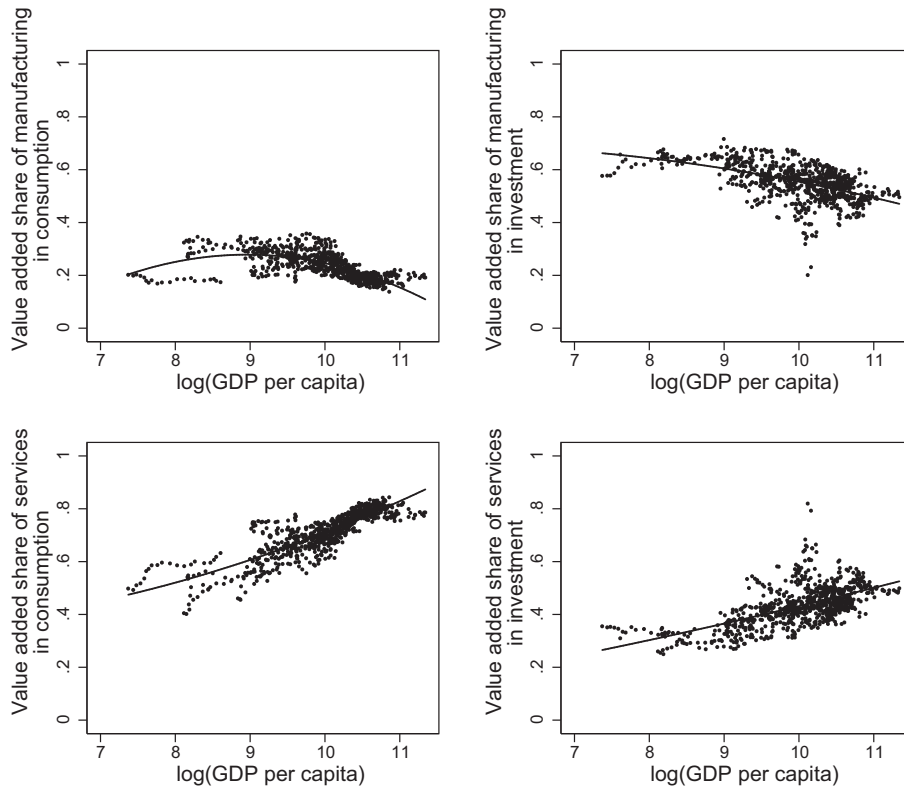 Value added share of manufacturing
in consumption
0 .2 .4 .6 .8 1
7 8 9 10 11
log(GDP per capita)
Value added share of manufacturing
in investment
0 .2 .4 .6 .8 1
7 8 9 10 11
log(GDP per capita)
Value added share of services
in consumption
0 .2 .4 .6 .8 1
7 8 9 10 11
log(GDP per capita)
Value added share of services
in investment
0 .2 .4 .6 .8 1
7 8 9 10 11
log(GDP per capita)